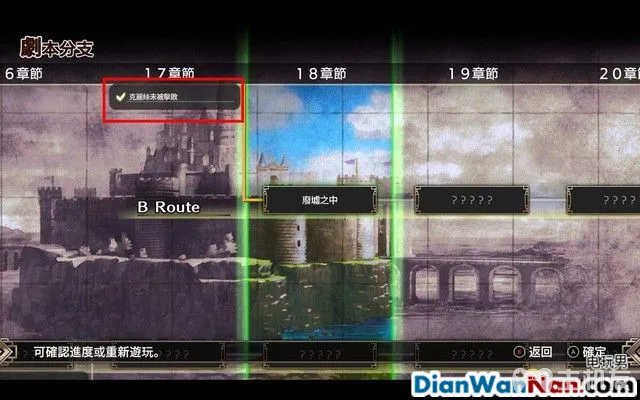 劇本分支
6章節
17章節
18章節
19章節
20章節
克麗絲未被擊敗
B Route
廢墟之中
?????
????
?????
?????
?????
可確認進度或重新遊玩。
A 返回
A 確定
电玩男
DianWanNan.com